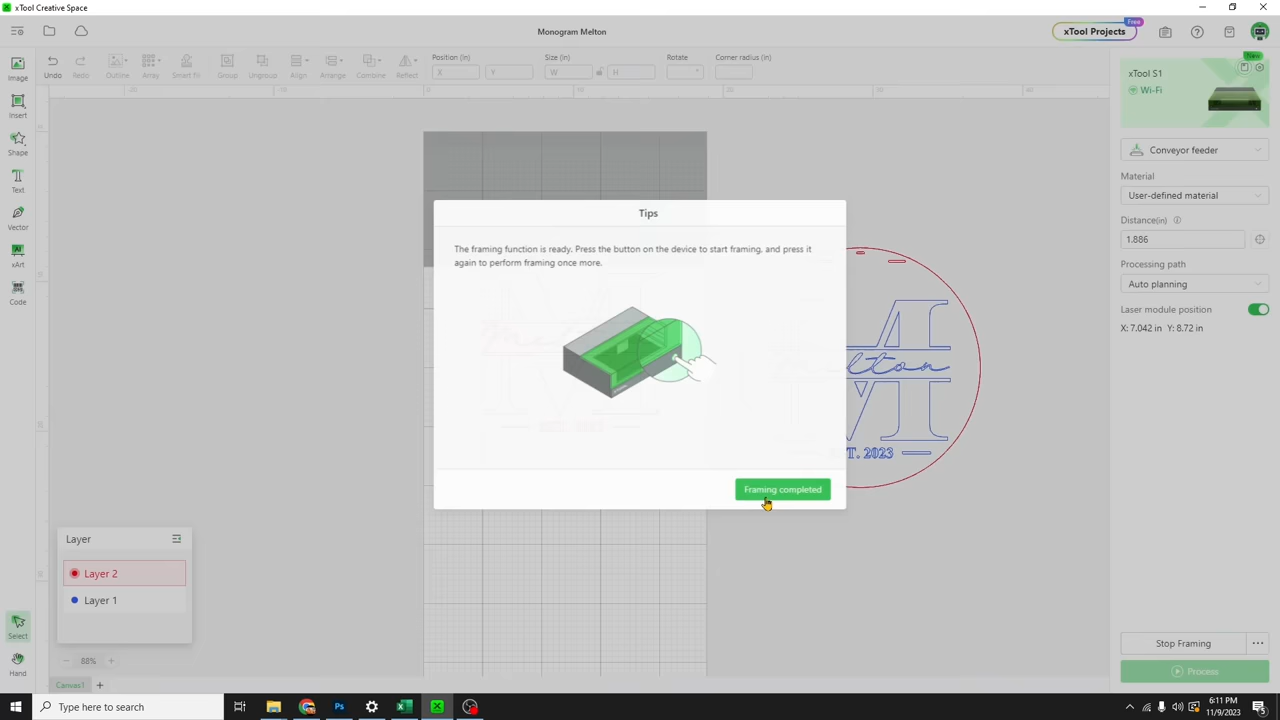 xTool Creative Space
Monogram Melton
Free
xTool Projects
Image
Insert
Shape
Text
Vector
xArt
Code
Select
Hand
Undo
Redo
Outline
Array
Smart fill
Group
Ungroup
Align
Arrange
Combine
Reflect
Position (in)
X
Y
Size (in)
W
H
Rotate
°
Corner radius (in)
0
Tips
The framing function is ready. Press the button on the device to start framing, and press it
again to perform framing once more.
Framing completed
lton
T. 2023
Layer
Layer 2
Layer 1
88%
Canvas1
New
xTool S1
Wi-Fi
Conveyor feeder
Material
User-defined material
Distance(in)
1.886
Processing path
Auto planning
Laser module position
X: 7.042 in Y: 8.72 in
Stop Framing
Process
Type here to search
Ps
6:11 PM
11/9/2023
5